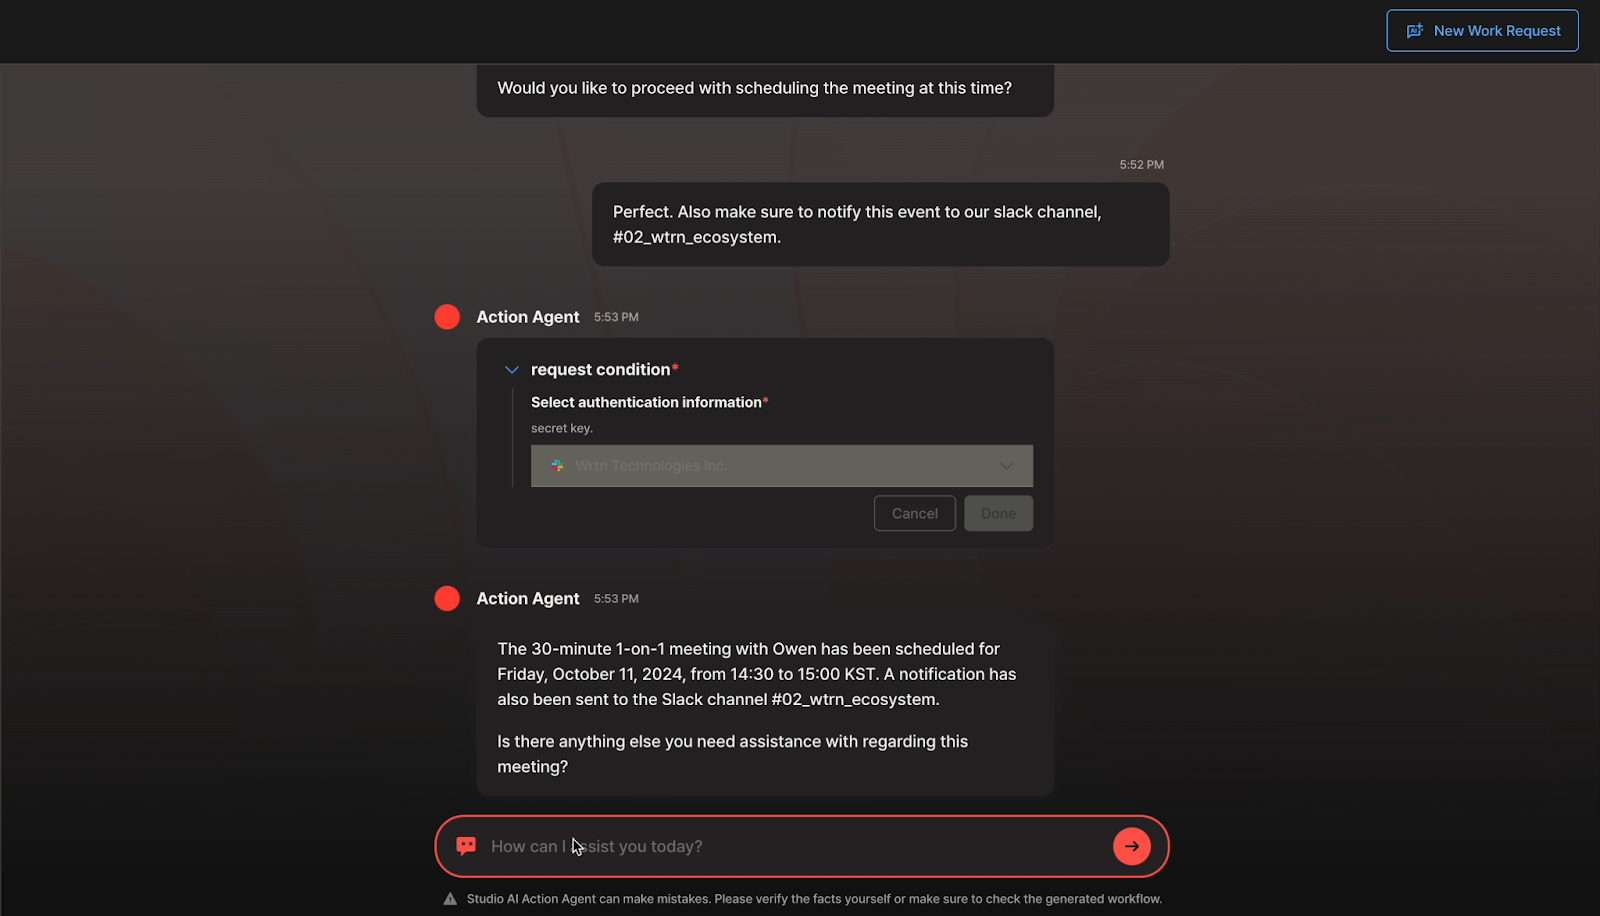 New Work Request
Would you like to proceed with scheduling the meeting at this time?
5:52 PM
Perfect. Also make sure to notify this event to our slack channel,
#02_wtrn_ecosystem.
Action Agent 5:53 PM
request condition*
Select authentication information*
secret key.
Wrtn Technologies Inc.
Cancel Done
Action Agent 5:53 PM
The 30-minute 1-on-1 meeting with Owen has been scheduled for
Friday, October 11, 2024, from 14:30 to 15:00 KST. A notification has
also been sent to the Slack channel #02_wtrn_ecosystem.
Is there anything else you need assistance with regarding this
meeting?
How can I assist you today?
Studio AI Action Agent can make mistakes. Please verify the facts yourself or make sure to check the generated workflow.